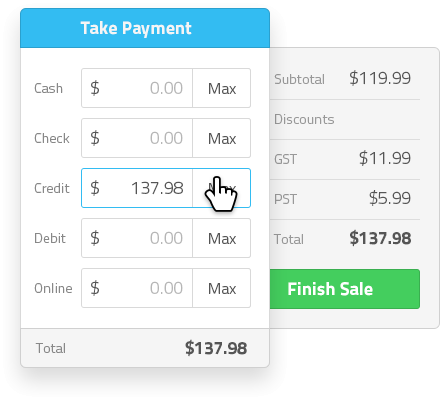 Take Payment
Cash $ 0.00 Max
Check $ 0.00 Max
Credit $ 137.98
Debit $ 0.00 Max
Online $ 0.00 Max
Total $137.98
Subtotal $119.99
Discounts
GST $11.99
PST $5.99
Total $137.98
Finish Sale